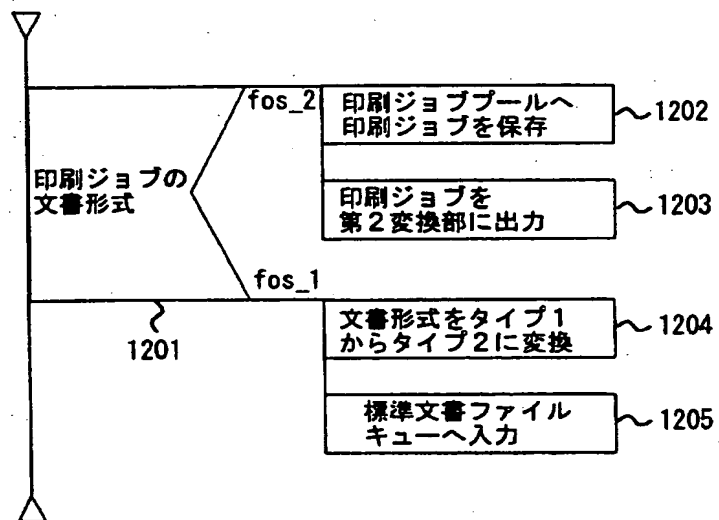 fos_2
印刷ジョブプールへ
印刷ジョブを保存
1202
印刷ジョブの
文書形式
印刷ジョブを
第2変換部に出力
1203
fos_1
1201
文書形式をタイプ1
からタイプ2に変換
1204
標準文書ファイル
キューへ入力
1205